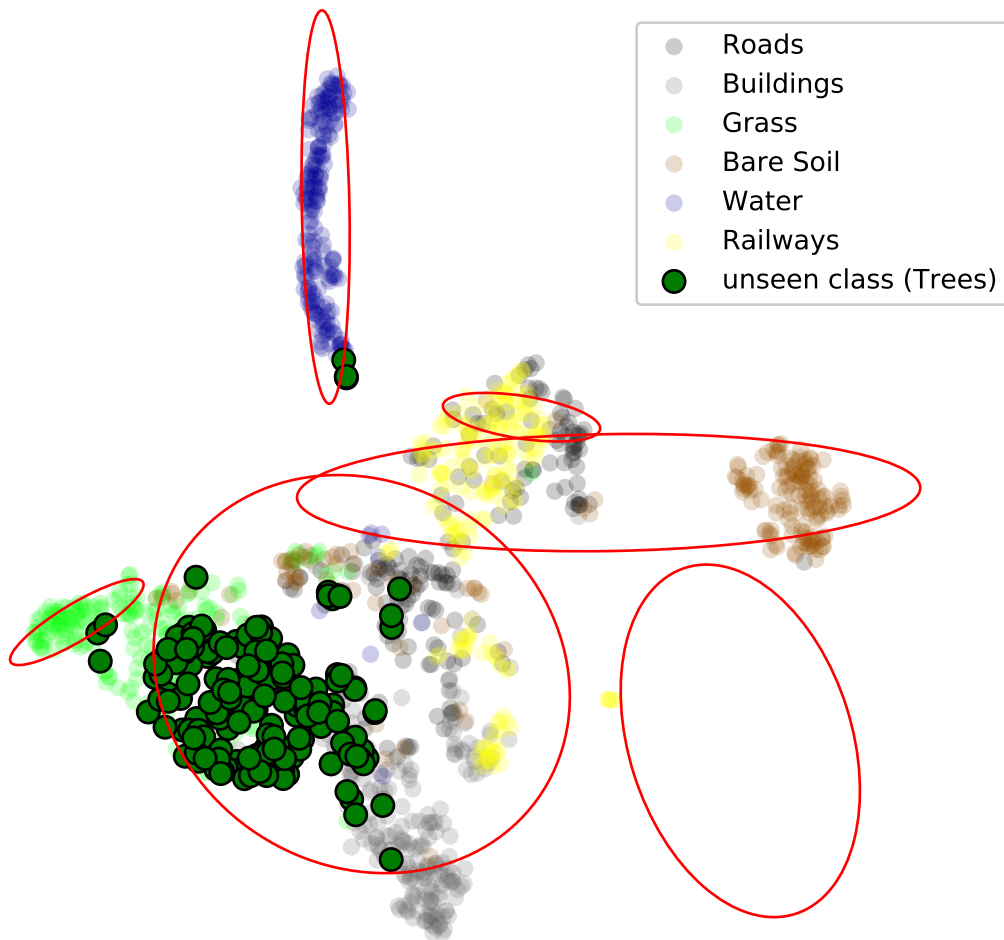 Roads
Buildings
Grass
Bare Soil
Water
Railways
unseen class (Trees)